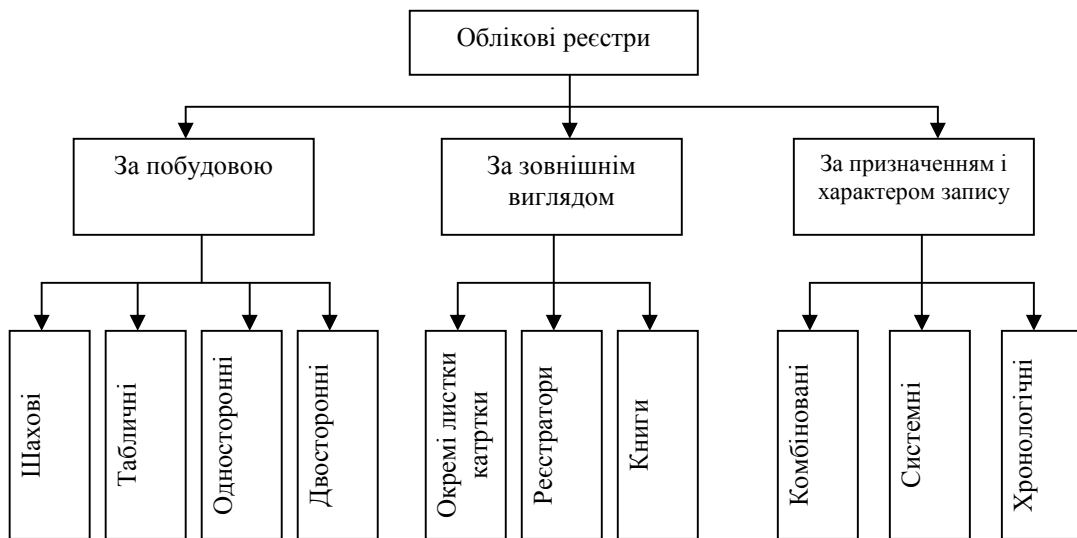 Облікові реєстри
За побудовою
За зовнішнім
виглядом
За призначенням і
характером запису
Шахові
Табличні
Односторонні
Двосторонні
Окремі листки
катртки
Реєстратори
Книги
Комбіновані
Системні
Хронологічні